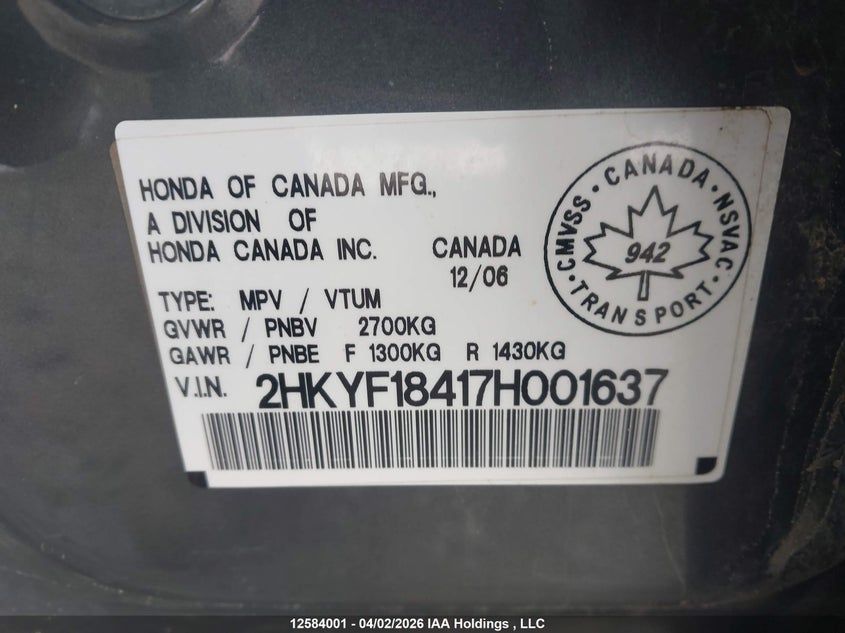 HONDA OF CANADA MFG.,
A DIVISION OF
HONDA CANADA INC. CANADA
12/06
TYPE: MPV / VTUM
GVWR / PNBV 2700KG
GAWR / PNBE F 1300KG R 1430KG
V.I.N. 2HKYF18417H001637
CMVSS · CANADA · NSVAC · TRANSPORT ·
942
12584001 - 04/02/2026 IAA Holdings , LLC